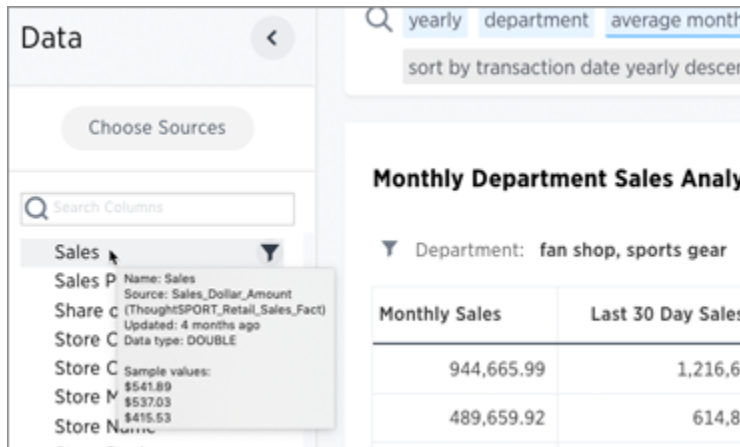 Data
Choose Sources
Search Columns
Sales
Sales P
Share o
Store C
Store C
Store M
Store Name
Name: Sales
Source: Sales_Dollar_Amount
(ThoughtSPORT_Retail_Sales_Fact)
Updated: 4 months ago
Data type: DOUBLE
Sample values:
$541.89
$537.03
$415.53
yearly department average month
sort by transaction date yearly descen
Monthly Department Sales Analy
Department: fan shop, sports gear
Monthly Sales Last 30 Day Sales
944,665.99 1,216,6
489,659.92 614,8